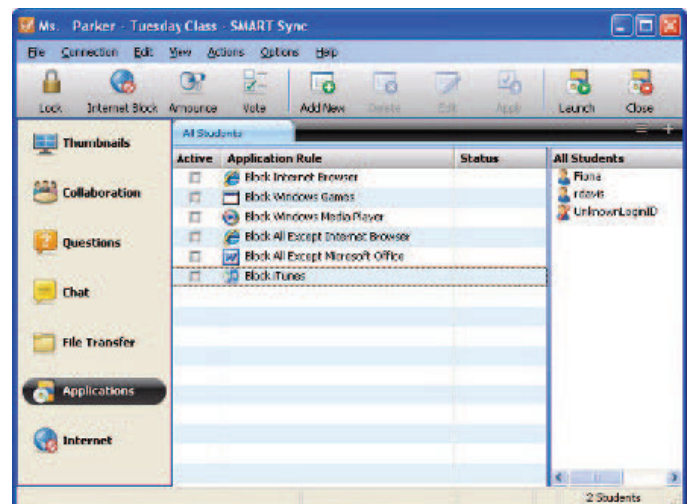 Ms. Parker - Tuesday Class - SMART Sync
File Connection Edit View Actions Options Help
Lock Internet Block Announce Vote Add New Delete Edit Apply Launch Close
Thumbnails
Collaboration
Questions
Chat
File Transfer
Applications
Internet
All Students
Active Application Rule Status
Block Internet Browser
Block Windows Games
Block Windows Media Player
Block All Except Internet Browser
Block All Except Microsoft Office
Block iTunes
All Students
Fiona
rdavis
UnknownLoginID
2 Students